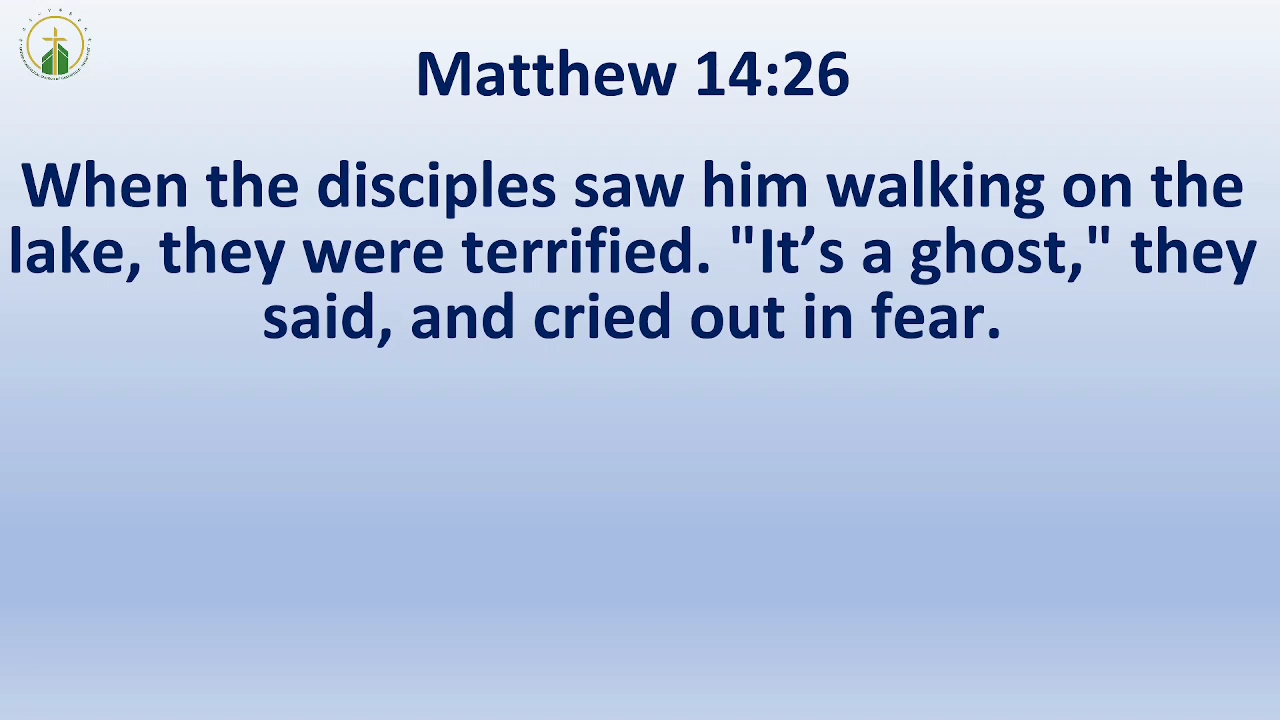 Matthew 14:26
When the disciples saw him walking on the
lake, they were terrified. "It’s a ghost," they
said, and cried out in fear.